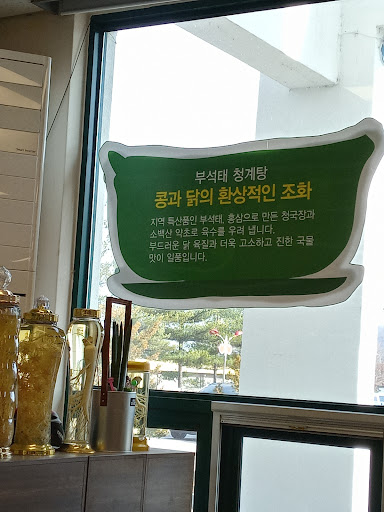 부석태 청계탕
콩과 닭의 환상적인 조화
지역 특산품인 부석태, 홍삼으로 만든 청국장과
소백산 약초로 육수를 우려 냅니다.
부드러운 닭 육질과 더욱 고소하고 진한 국물
맛이 일품입니다.